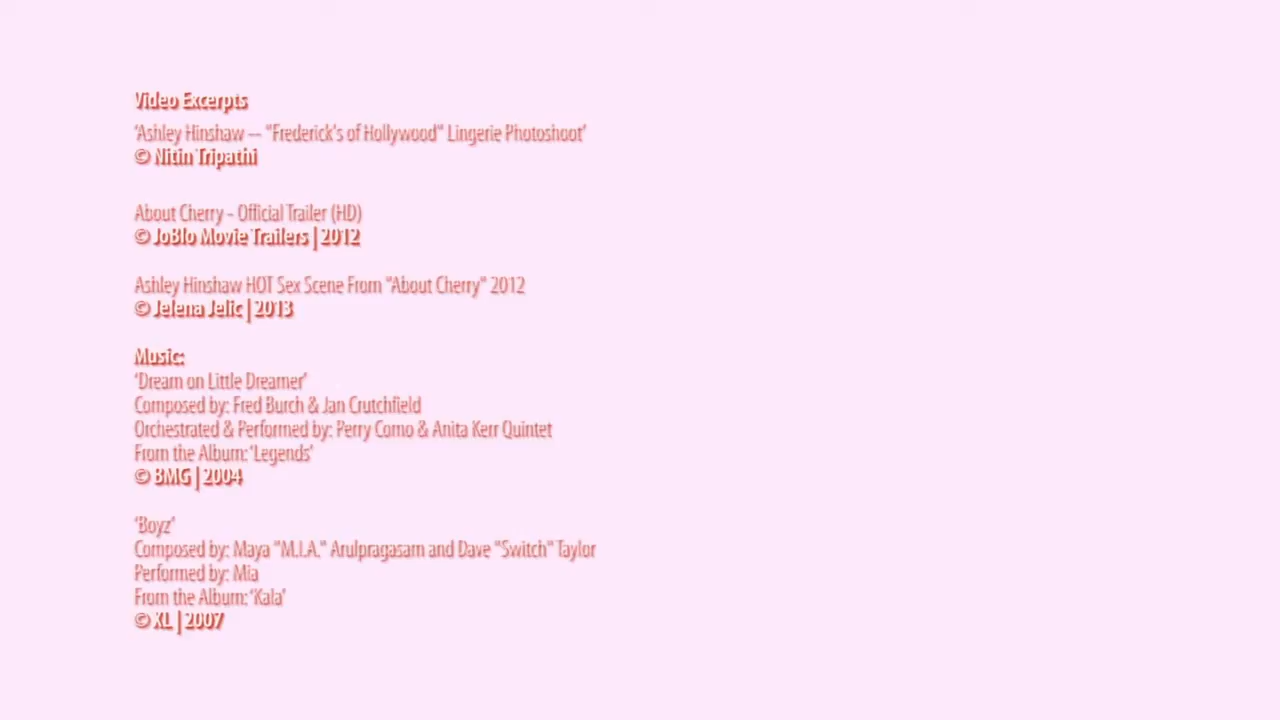 Video Excerpts
‘Ashley Hinshaw -- "Frederick's of Hollywood" Lingerie Photoshoot’
© Nitin Tripathi
About Cherry - Official Trailer (HD)
© JoBlo Movie Trailers | 2012
Ashley Hinshaw HOT Sex Scene From "About Cherry" 2012
© Jelena Jelic | 2013
Music:
‘Dream on Little Dreamer’
Composed by: Fred Burch & Jan Crutchfield
Orchestrated & Performed by: Perry Como & Anita Kerr Quintet
From the Album: ‘Legends’
© BMG | 2004
‘Boyz’
Composed by: Maya "M.I.A." Arulpragasam and Dave "Switch" Taylor
Performed by: Mia
From the Album: ‘Kala’
© XL | 2007